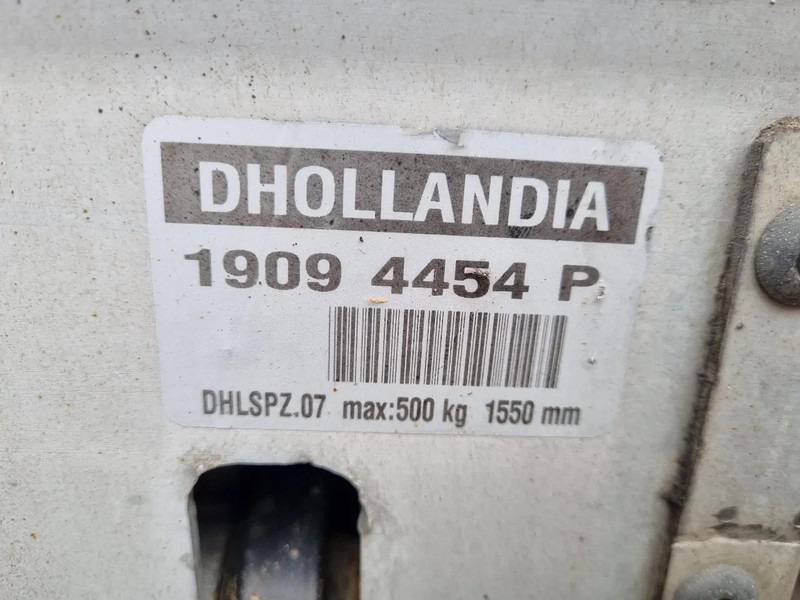 DHOLLANDIA
1909 4454 P
DHLSPZ.07 max:500 kg 1550 mm